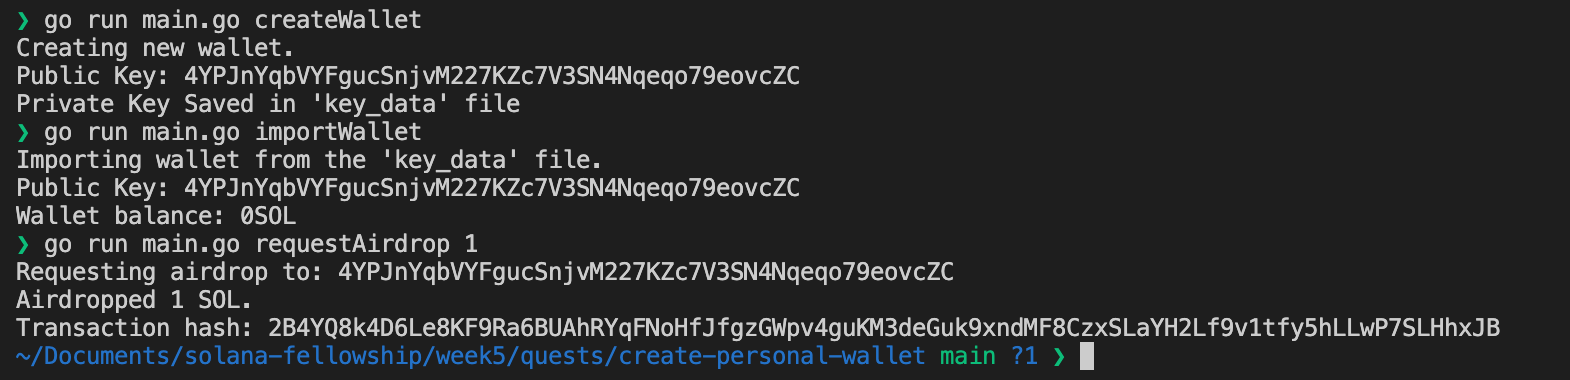 ❯ go run main.go createWallet
Creating new wallet.
Public Key: 4YPJnYqbVYFgucSnjvM227KZc7V3SN4Nqeqo79eovcZC
Private Key Saved in 'key_data' file
❯ go run main.go importWallet
Importing wallet from the 'key_data' file.
Public Key: 4YPJnYqbVYFgucSnjvM227KZc7V3SN4Nqeqo79eovcZC
Wallet balance: 0SOL
❯ go run main.go requestAirdrop 1
Requesting airdrop to: 4YPJnYqbVYFgucSnjvM227KZc7V3SN4Nqeqo79eovcZC
Airdropped 1 SOL.
Transaction hash: 2B4YQ8k4D6Le8KF9Ra6BUAhRYqFNoHfJfgzGWpv4guKM3deGuk9xndMF8CzxSLaYH2Lf9v1tfy5hLLwP7SLHhxJB
~/Documents/solana-fellowship/week5/quests/create-personal-wallet main ?1 ❯